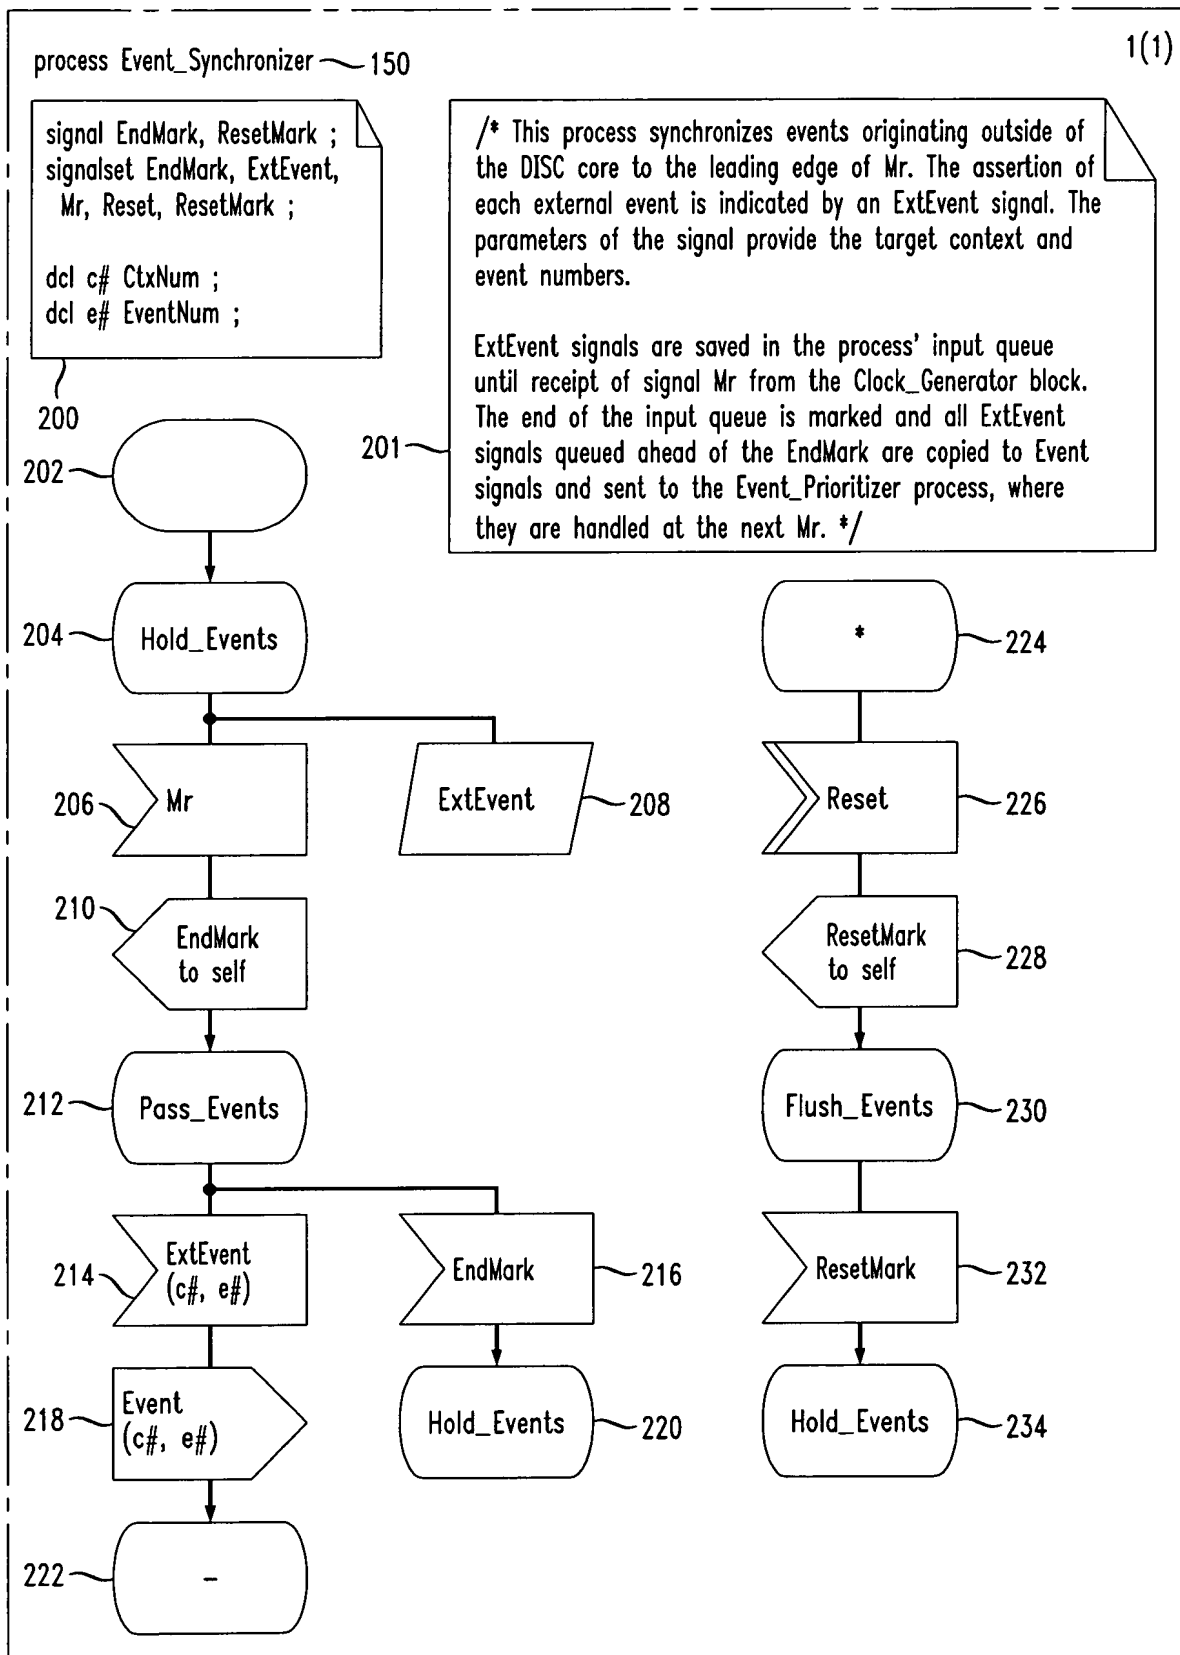 1(1)
process Event_Synchronizer 150
signal EndMark, ResetMark ;
signalset EndMark, ExtEvent,
Mr, Reset, ResetMark ;
dcl c# CtxNum ;
dcl e# EventNum ;
200
/* This process synchronizes events originating outside of
the DISC core to the leading edge of Mr. The assertion of
each external event is indicated by an ExtEvent signal. The
parameters of the signal provide the target context and
event numbers.
ExtEvent signals are saved in the process' input queue
until receipt of signal Mr from the Clock_Generator block.
The end of the input queue is marked and all ExtEvent
signals queued ahead of the EndMark are copied to Event
signals and sent to the Event_Prioritizer process, where
they are handled at the next Mr. */
201
202
204
Hold_Events
206
Mr
ExtEvent
208
210
EndMark
to self
212
Pass_Events
214
ExtEvent
(c#, e#)
EndMark
216
218
Event
(c#, e#)
Hold_Events
220
222
-
*
224
Reset
226
ResetMark
to self
228
Flush_Events
230
ResetMark
232
Hold_Events
234